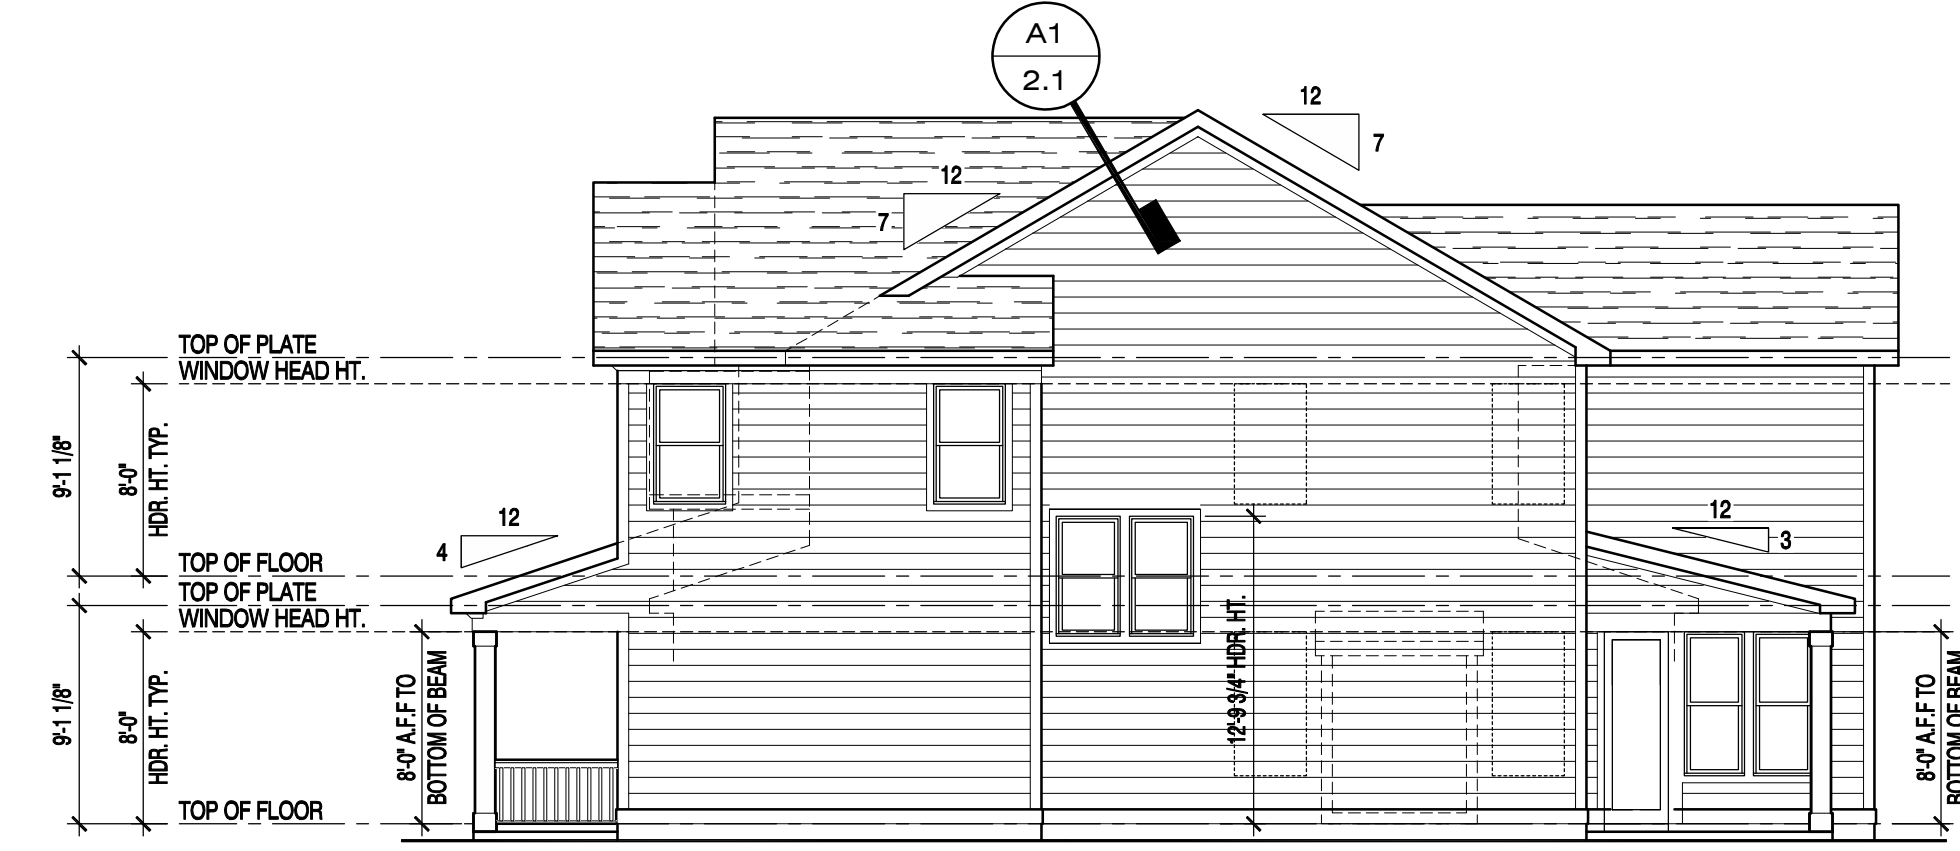 A1
2.1
12
7
12
7
TOP OF PLATE
WINDOW HEAD HT.
9'-1 1/8"
8'-0"
HDR. HT. TYP.
12
4
12
3
TOP OF FLOOR
TOP OF PLATE
WINDOW HEAD HT.
9'-1 1/8"
8'-0"
HDR. HT. TYP.
8'-0" A.F.F TO
BOTTOM OF BEAM
12'-9 3/4" HDR. HT.
8'-0" A.F.F TO
BOTTOM OF BEAM
TOP OF FLOOR